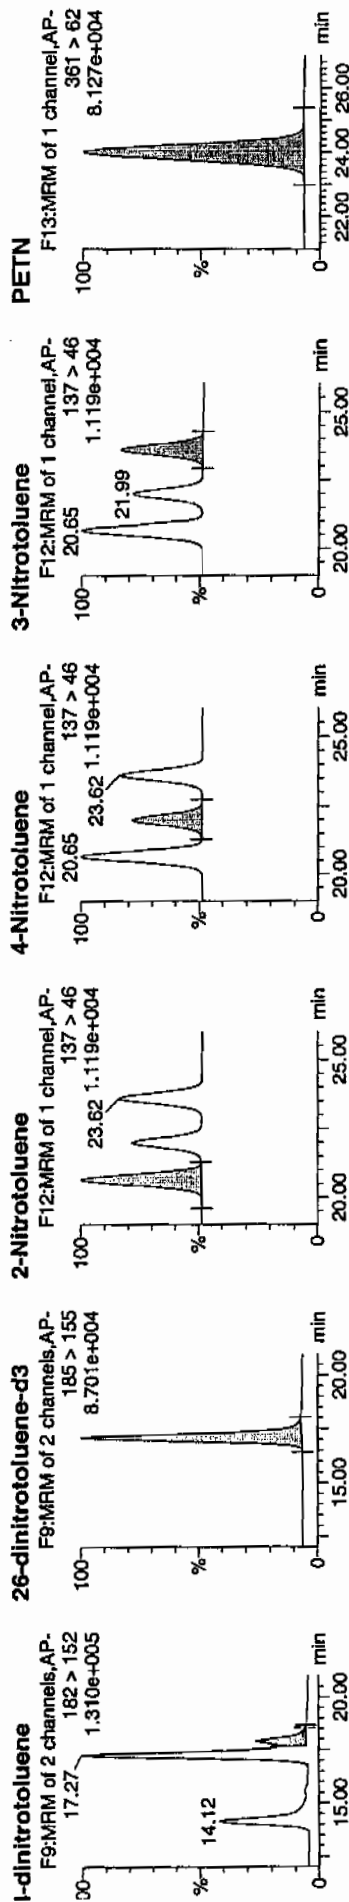 l-dinitrotoluene
F9:MRM of 2 channels,AP-
182 > 152
1.310e+005
17.27
14.12
00
%
0
15.00
20.00
min
26-dinitrotoluene-d3
F9:MRM of 2 channels,AP-
185 > 155
8.701e+004
100
%
0
15.00
20.00
min
2-Nitrotoluene
F12:MRM of 1 channel,AP-
137 > 46
23.62 1.119e+004
100
%
0
20.00
25.00
min
4-Nitrotoluene
F12:MRM of 1 channel,AP-
20.65
137 > 46
23.62 1.119e+004
100
%
0
20.00
25.00
min
3-Nitrotoluene
F12:MRM of 1 channel,AP-
20.65
137 > 46
1.119e+004
21.99
100
%
0
20.00
25.00
min
PETN
F13:MRM of 1 channel,AP-
361 > 62
8.127e+004
100
%
0
22.00
24.00
26.00
min